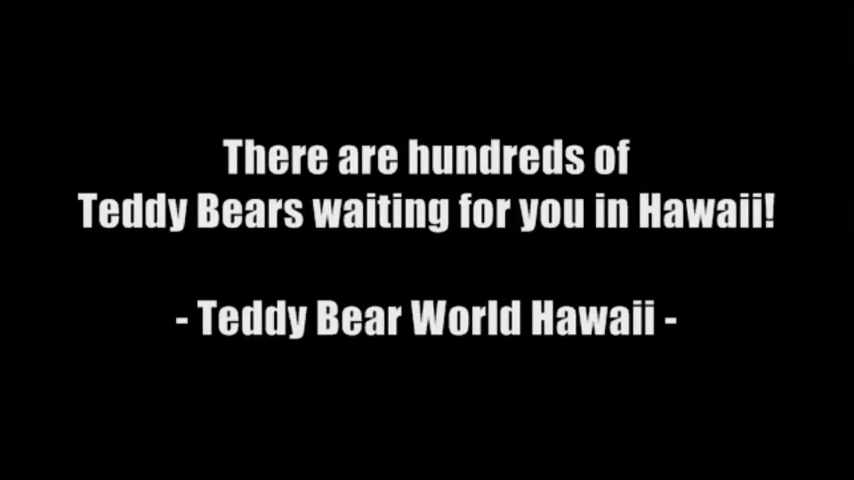 There are hundreds of
Teddy Bears waiting for you in Hawaii!
- Teddy Bear World Hawaii -